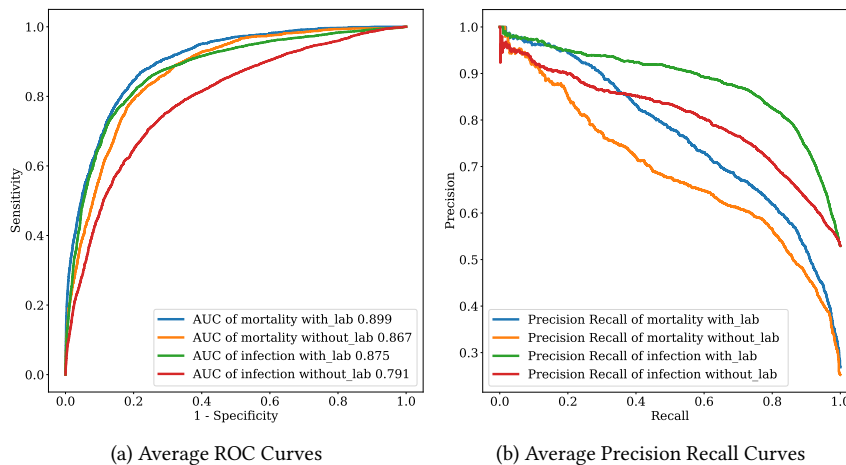 1.0
0.8
0.6
0.4
0.2
0.0
Sensitivity
AUC of mortality with_lab 0.899
AUC of mortality without_lab 0.867
AUC of infection with_lab 0.875
AUC of infection without_lab 0.791
0.0 0.2 0.4 0.6 0.8 1.0
1 - Specificity
(a) Average ROC Curves
1.0
0.9
0.8
0.7
0.6
0.5
0.4
0.3
Precision
Precision Recall of mortality with_lab
Precision Recall of mortality without_lab
Precision Recall of infection with_lab
Precision Recall of infection without_lab
0.0 0.2 0.4 0.6 0.8 1.0
Recall
(b) Average Precision Recall Curves